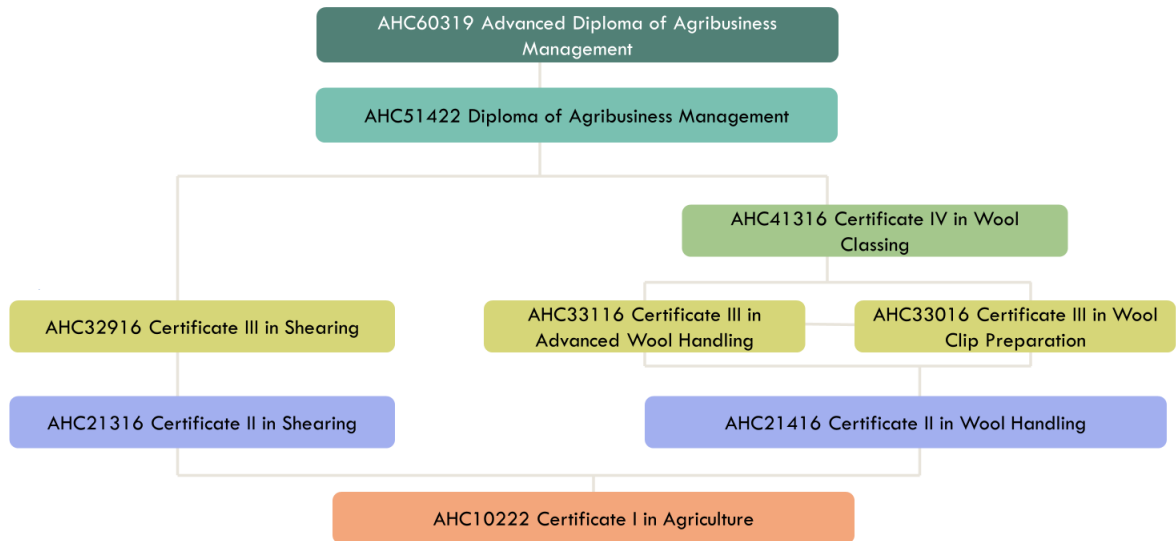 AHC60319 Advanced Diploma of Agribusiness
Management
AHC51422 Diploma of Agribusiness Management
AHC41316 Certificate IV in Wool
Classing
AHC32916 Certificate III in Shearing
AHC33116 Certificate III in
Advanced Wool Handling
AHC33016 Certificate III in Wool
Clip Preparation
AHC21316 Certificate II in Shearing
AHC21416 Certificate II in Wool Handling
AHC10222 Certificate I in Agriculture